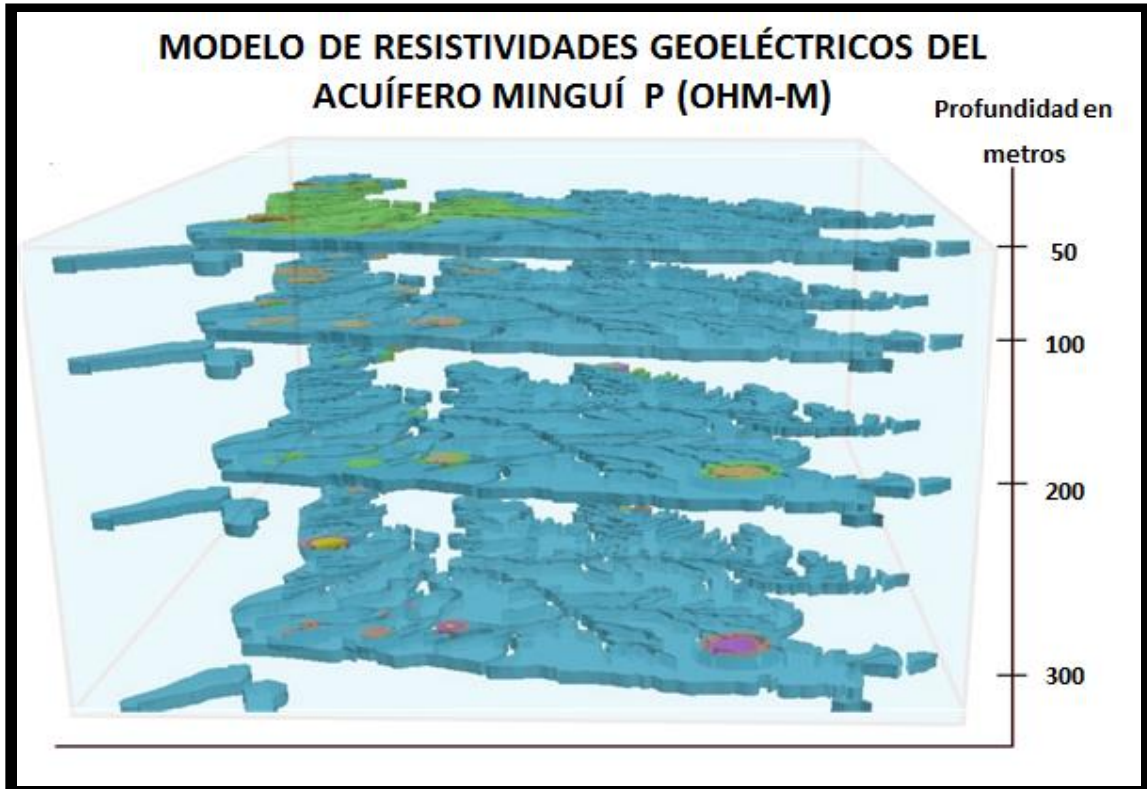 MODELO DE RESISTIVIDADES GEOELÉCTRICOS DEL
ACUÍFERO MINGUÍ P (OHM-M)
Profundidad en
metros
50
100
200
300